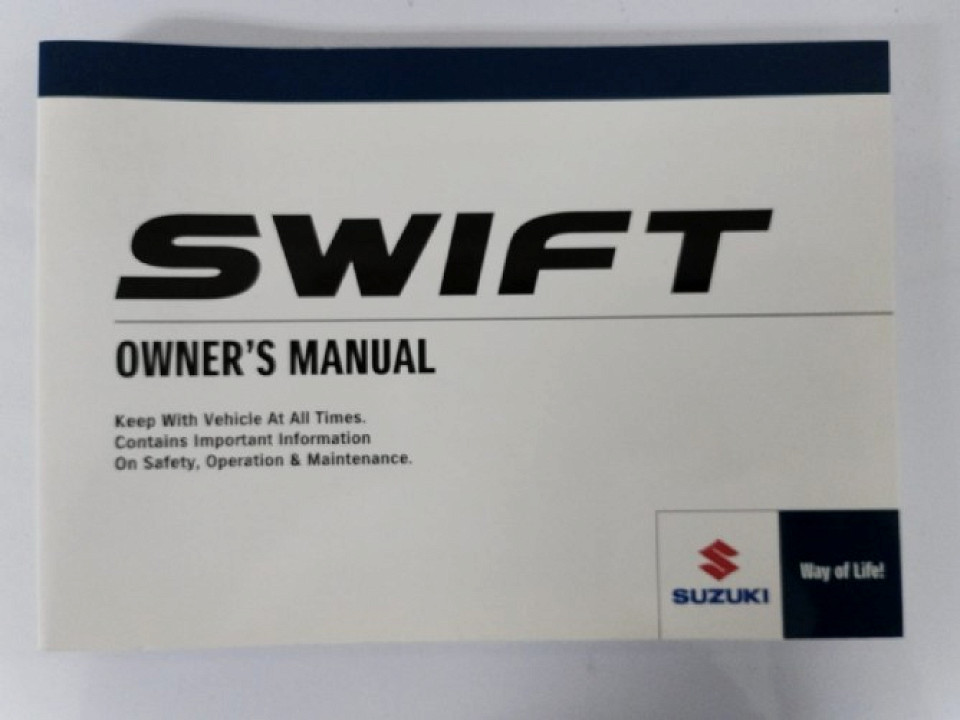 SWIFT
OWNER'S MANUAL
Keep With Vehicle At All Times.
Contains Important Information
On Safety, Operation & Maintenance.
SUZUKI
Way of Life!